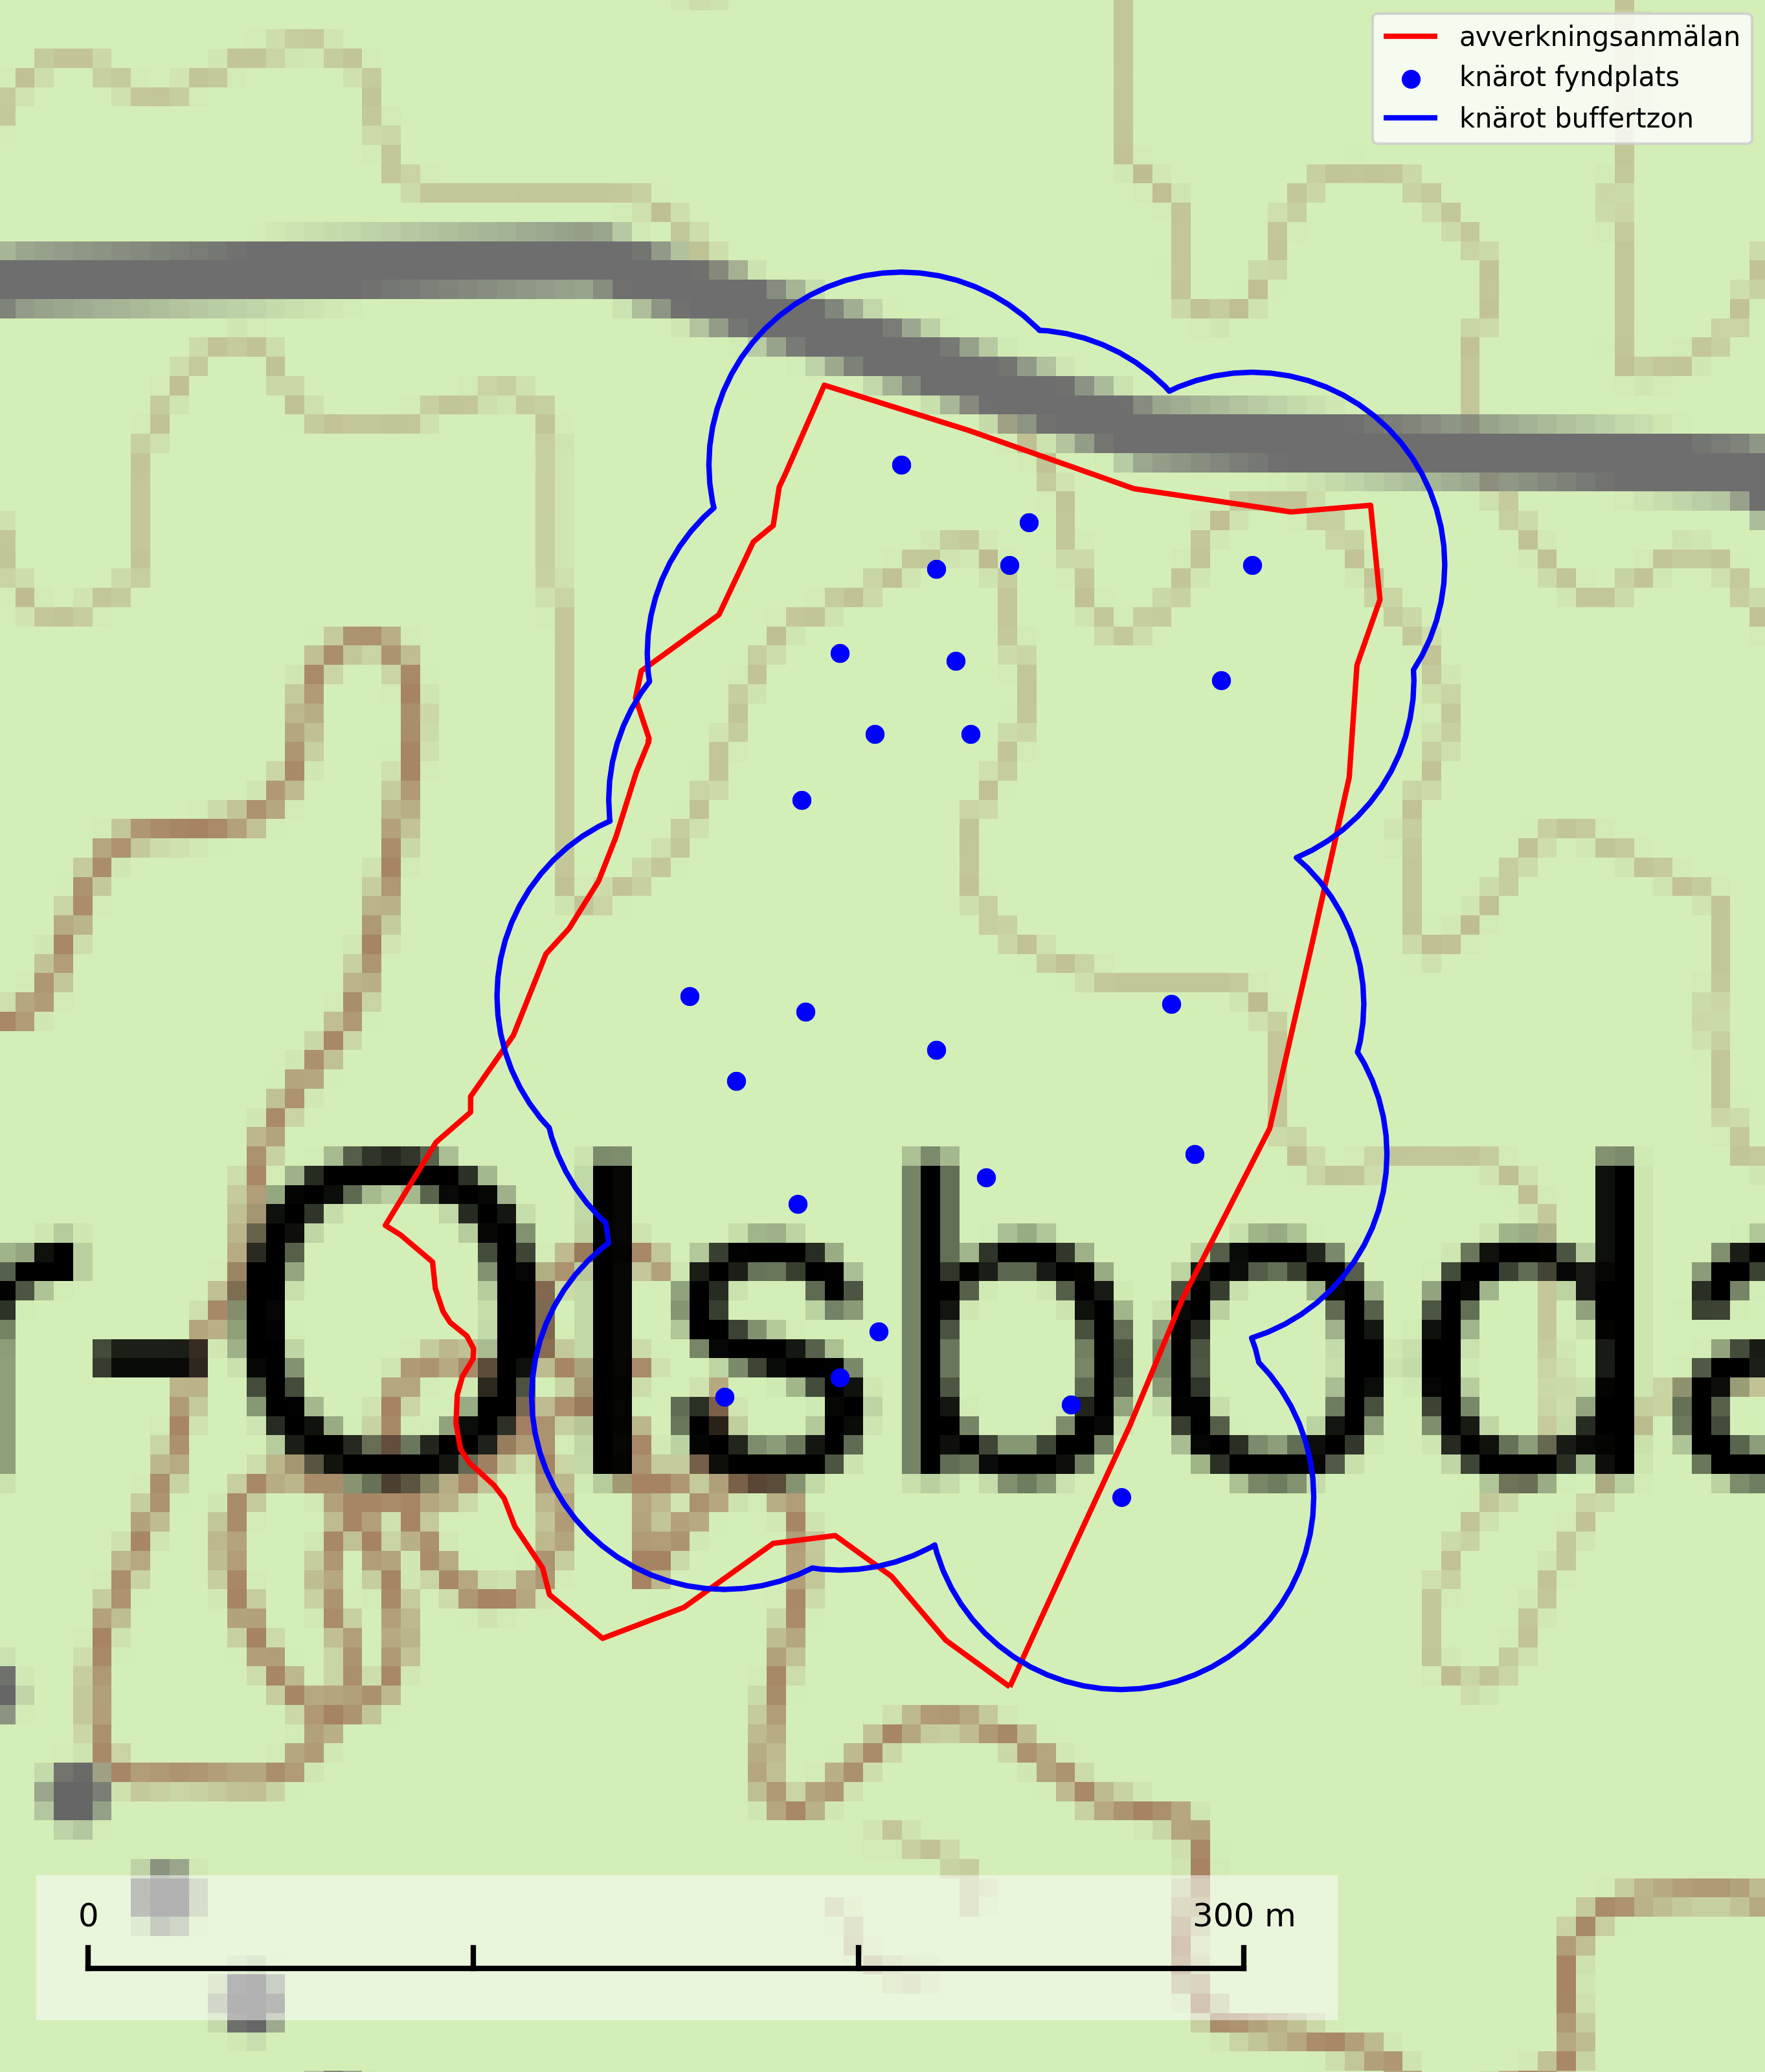 avverkningsanmälan
knärot fyndplats
knärot buffertzon
-Olsboda
0 300 m